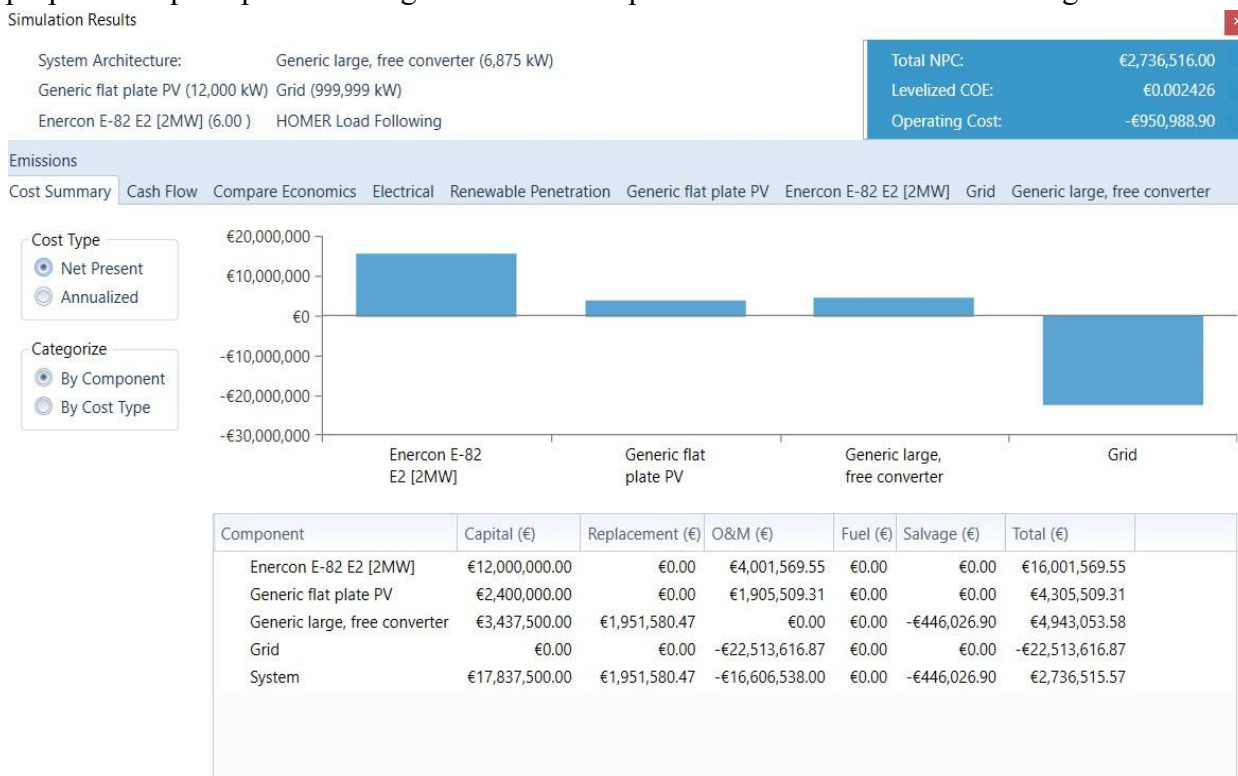 Simulation Results
System Architecture: Generic large, free converter (6,875 kW)
Generic flat plate PV (12,000 kW) Grid (999,999 kW)
Enercon E-82 E2 [2MW] (6.00 ) HOMER Load Following
Total NPC: €2,736,516.00
Levelized COE: €0.002426
Operating Cost: -€950,988.90
Emissions
Cost Summary Cash Flow Compare Economics Electrical Renewable Penetration Generic flat plate PV Enercon E-82 E2 [2MW] Grid Generic large, free converter
Cost Type
Net Present
Annualized
Categorize
By Component
By Cost Type
€20,000,000
€10,000,000
€0
-€10,000,000
-€20,000,000
-€30,000,000
Enercon E-82
E2 [2MW]
Generic flat
plate PV
Generic large,
free converter
Grid
Component Capital (€) Replacement (€) O&M (€) Fuel (€) Salvage (€) Total (€)
Enercon E-82 E2 [2MW] €12,000,000.00 €0.00 €4,001,569.55 €0.00 €0.00 €16,001,569.55
Generic flat plate PV €2,400,000.00 €0.00 €1,905,509.31 €0.00 €0.00 €4,305,509.31
Generic large, free converter €3,437,500.00 €1,951,580.47 €0.00 €0.00 -€446,026.90 €4,943,053.58
Grid €0.00 €0.00 -€22,513,616.87 €0.00 €0.00 -€22,513,616.87
System €17,837,500.00 €1,951,580.47 -€16,606,538.00 €0.00 -€446,026.90 €2,736,515.57